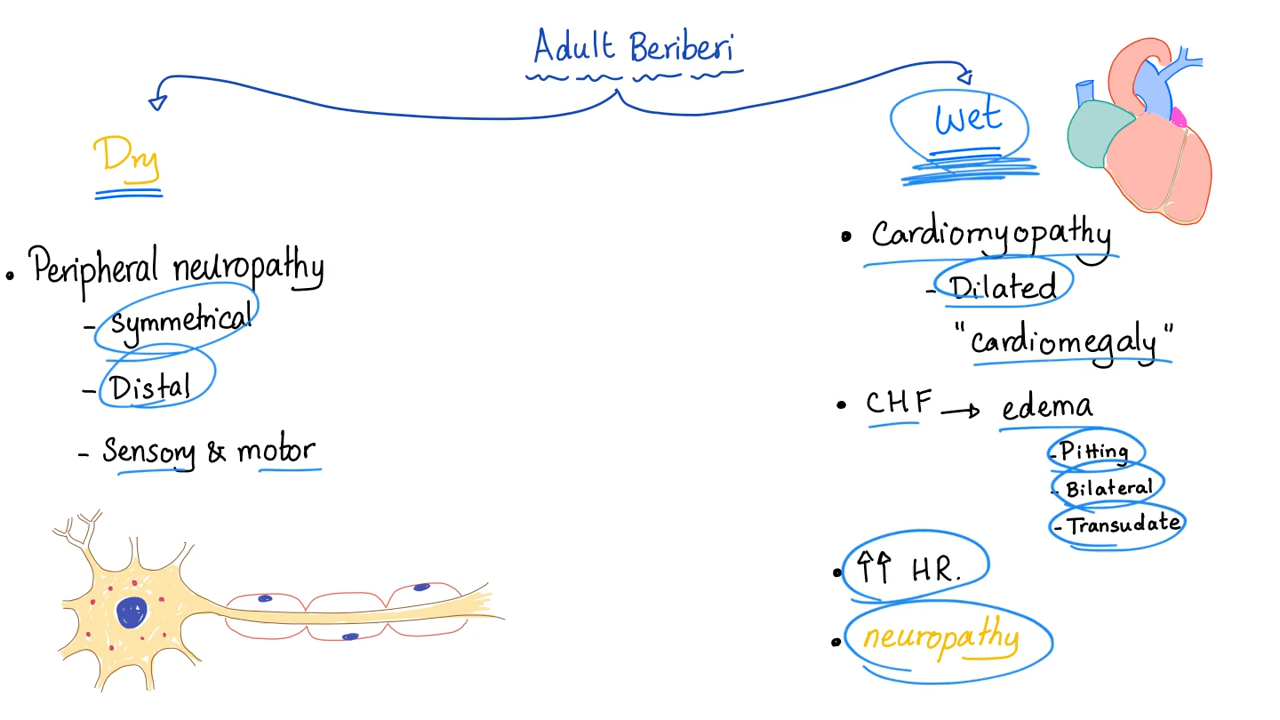 Adult Beriberi
Dry
• Peripheral neuropathy
- Symmetrical
- Distal
- Sensory & motor
Wet
• Cardiomyopathy
- Dilated
"cardiomegaly"
• CHF → edema
- Pitting
- Bilateral
- Transudate
• ↑↑ HR.
• neuropathy